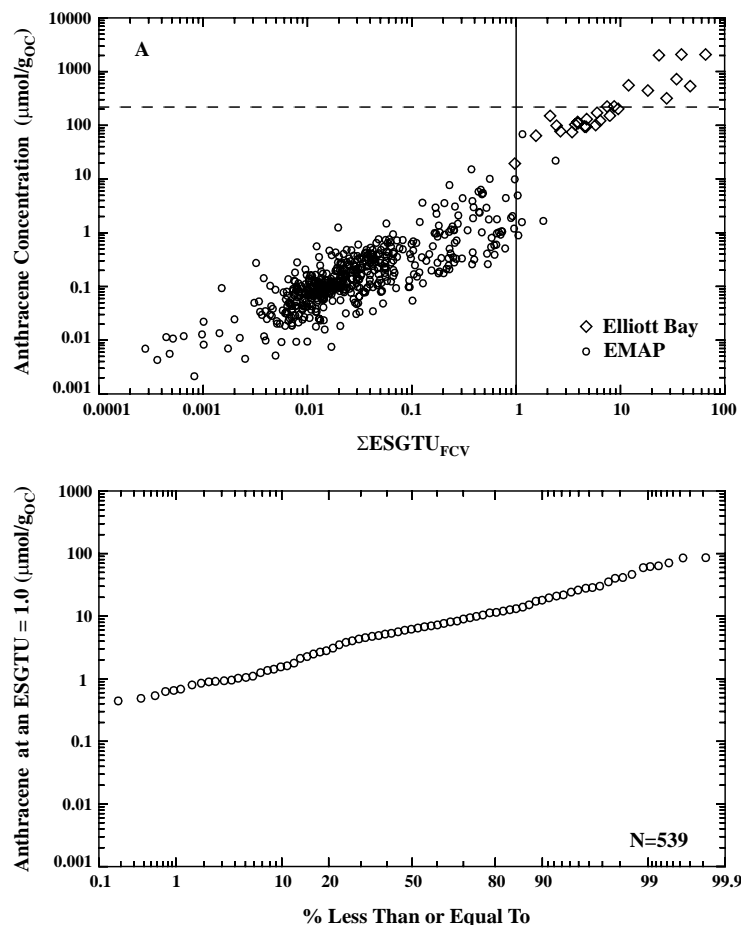 A
Anthracene Concentration (μmol/gOC)
10000
1000
100
10
1
0.1
0.01
0.001
Elliott Bay
EMAP
0.0001 0.001 0.01 0.1 1 10 100
ΣESGTUFCV
Anthracene at an ESGTU = 1.0 (μmol/gOC)
1000
100
10
1
0.1
0.01
0.001
N=539
0.1 1 10 20 50 80 90 99 99.9
% Less Than or Equal To